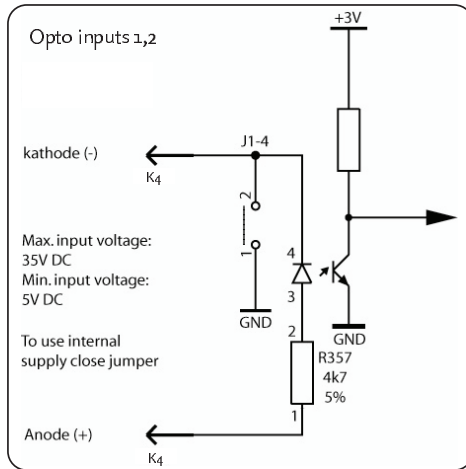 Opto inputs 1,2
+3V
J1-4
kathode (-)
K4
2
1
Max. input voltage:
35V DC
Min. input voltage:
5V DC
4
3
GND
GND
To use internal
supply close jumper
2
R357
4k7
5%
1
Anode (+)
K4